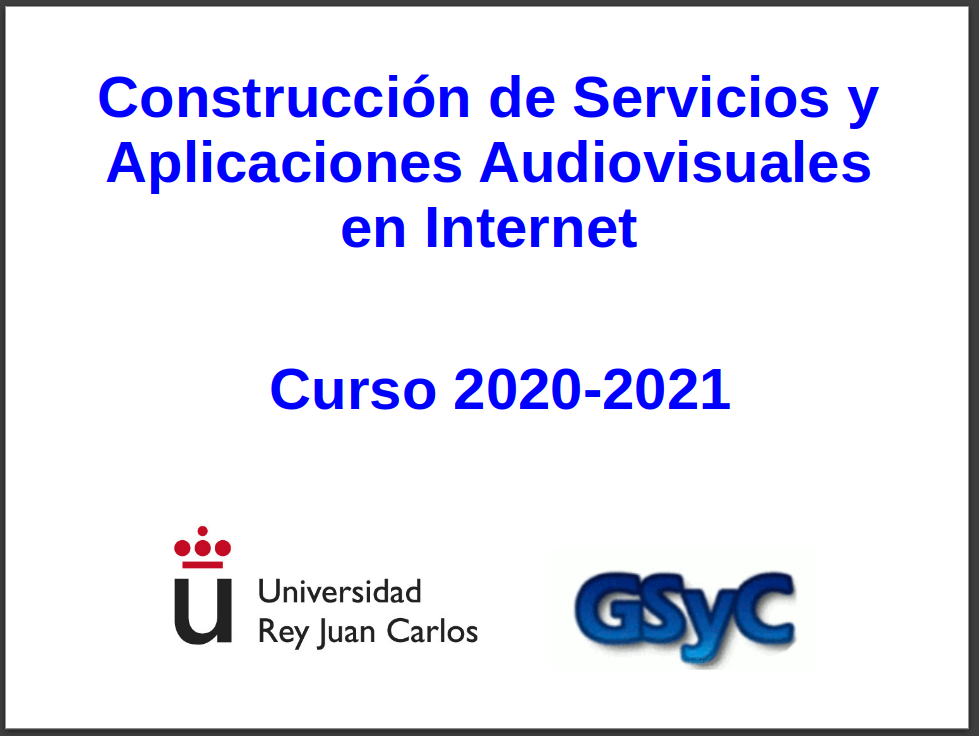 Construcción de Servicios y
Aplicaciones Audiovisuales
en Internet
Curso 2020-2021
Universidad
Rey Juan Carlos
GSyC